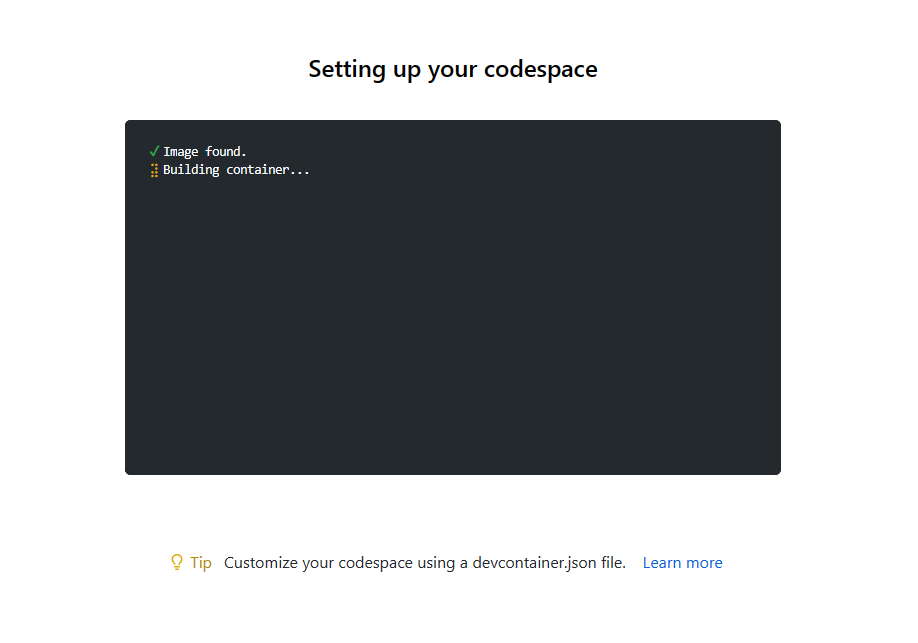 Setting up your codespace
✓ Image found.
⣻ Building container...
Tip Customize your codespace using a devcontainer.json file. Learn more